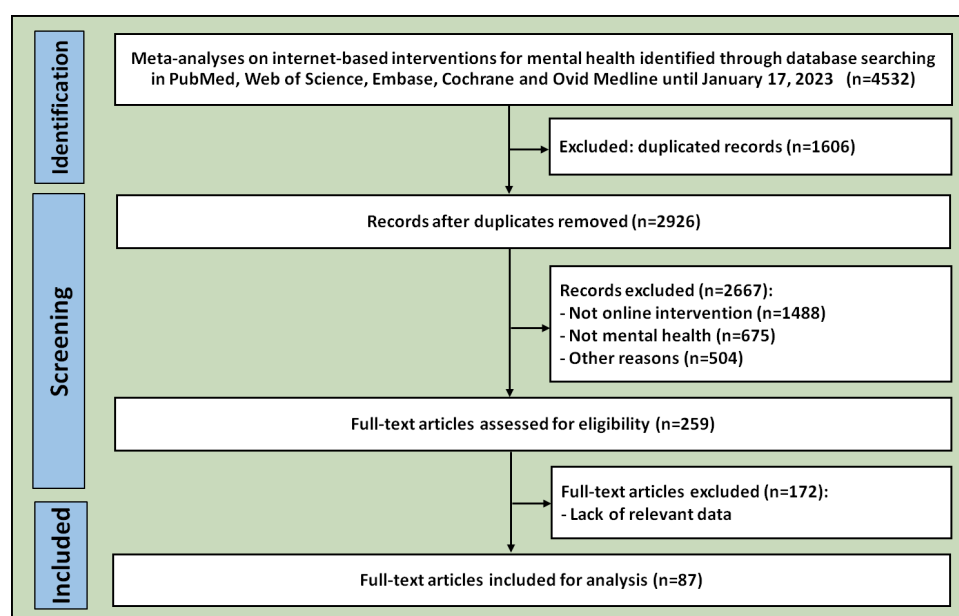 Identification
Meta-analyses on internet-based interventions for mental health identified through database searching
in PubMed, Web of Science, Embase, Cochrane and Ovid Medline until January 17, 2023 (n=4532)
Excluded: duplicated records (n=1606)
Screening
Records after duplicates removed (n=2926)
Records excluded (n=2667):
- Not online intervention (n=1488)
- Not mental health (n=675)
- Other reasons (n=504)
Full-text articles assessed for eligibility (n=259)
Included
Full-text articles excluded (n=172):
- Lack of relevant data
Full-text articles included for analysis (n=87)